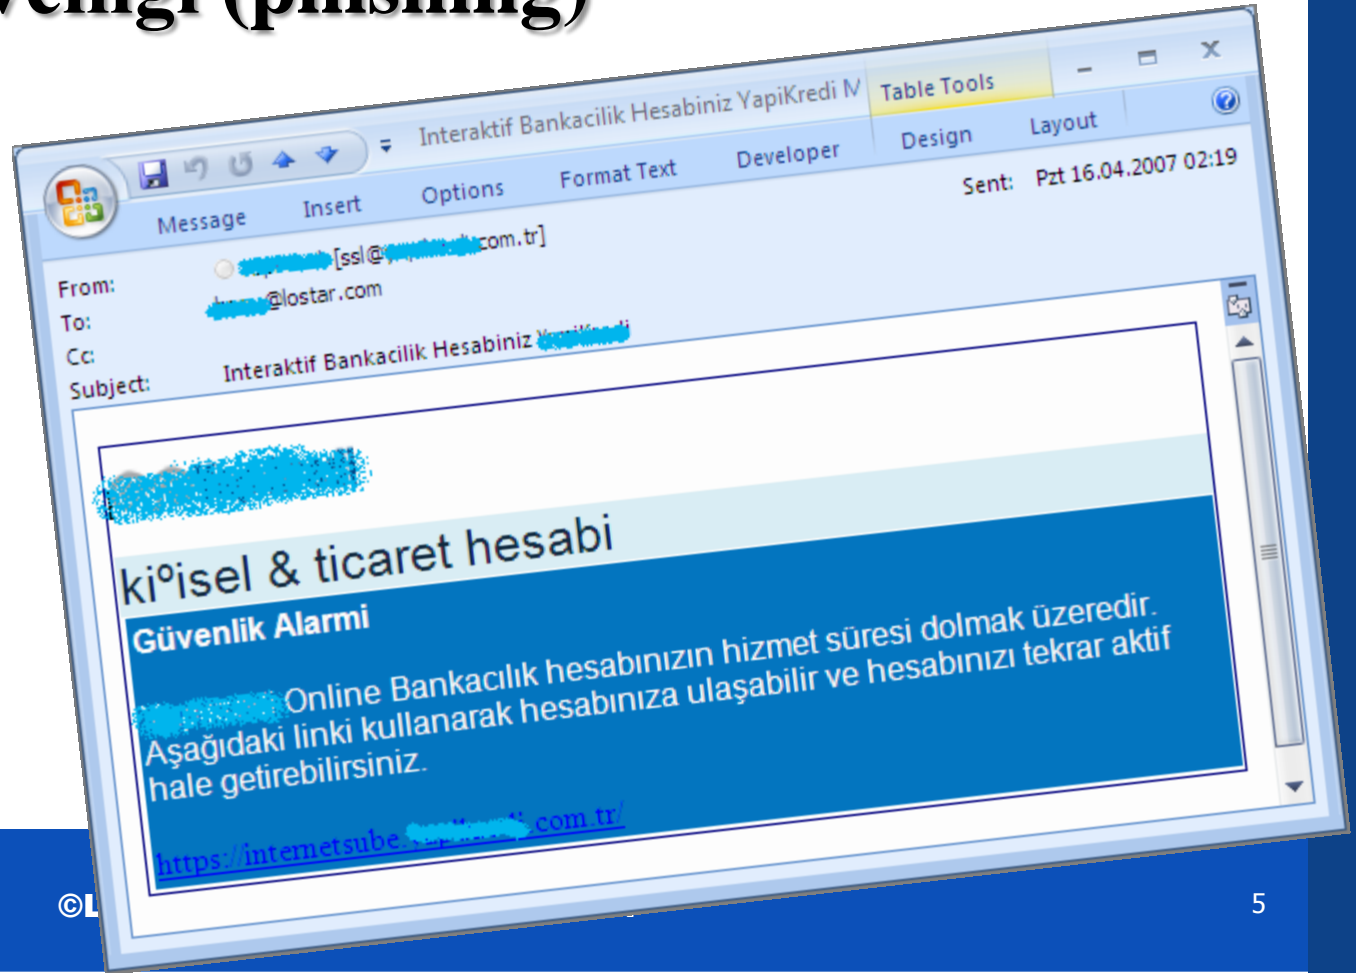 (phishing)
Interaktif Bankacilik Hesabiniz YapiKredi M
Table Tools
Message Insert Options Format Text Developer Design Layout
Sent: Pzt 16.04.2007 02:19
From: [ssl@ com.tr]
To: @lostar.com
Cc:
Subject: Interaktif Bankacilik Hesabiniz
kiºisel & ticaret hesabi
Güvenlik Alarmi
Online Bankacılık hesabınızın hizmet süresi dolmak üzeredir.
Aşağıdaki linki kullanarak hesabınıza ulaşabilir ve hesabınızı tekrar aktif
hale getirebilirsiniz.
https://internetsube. .com.tr/
©L
5